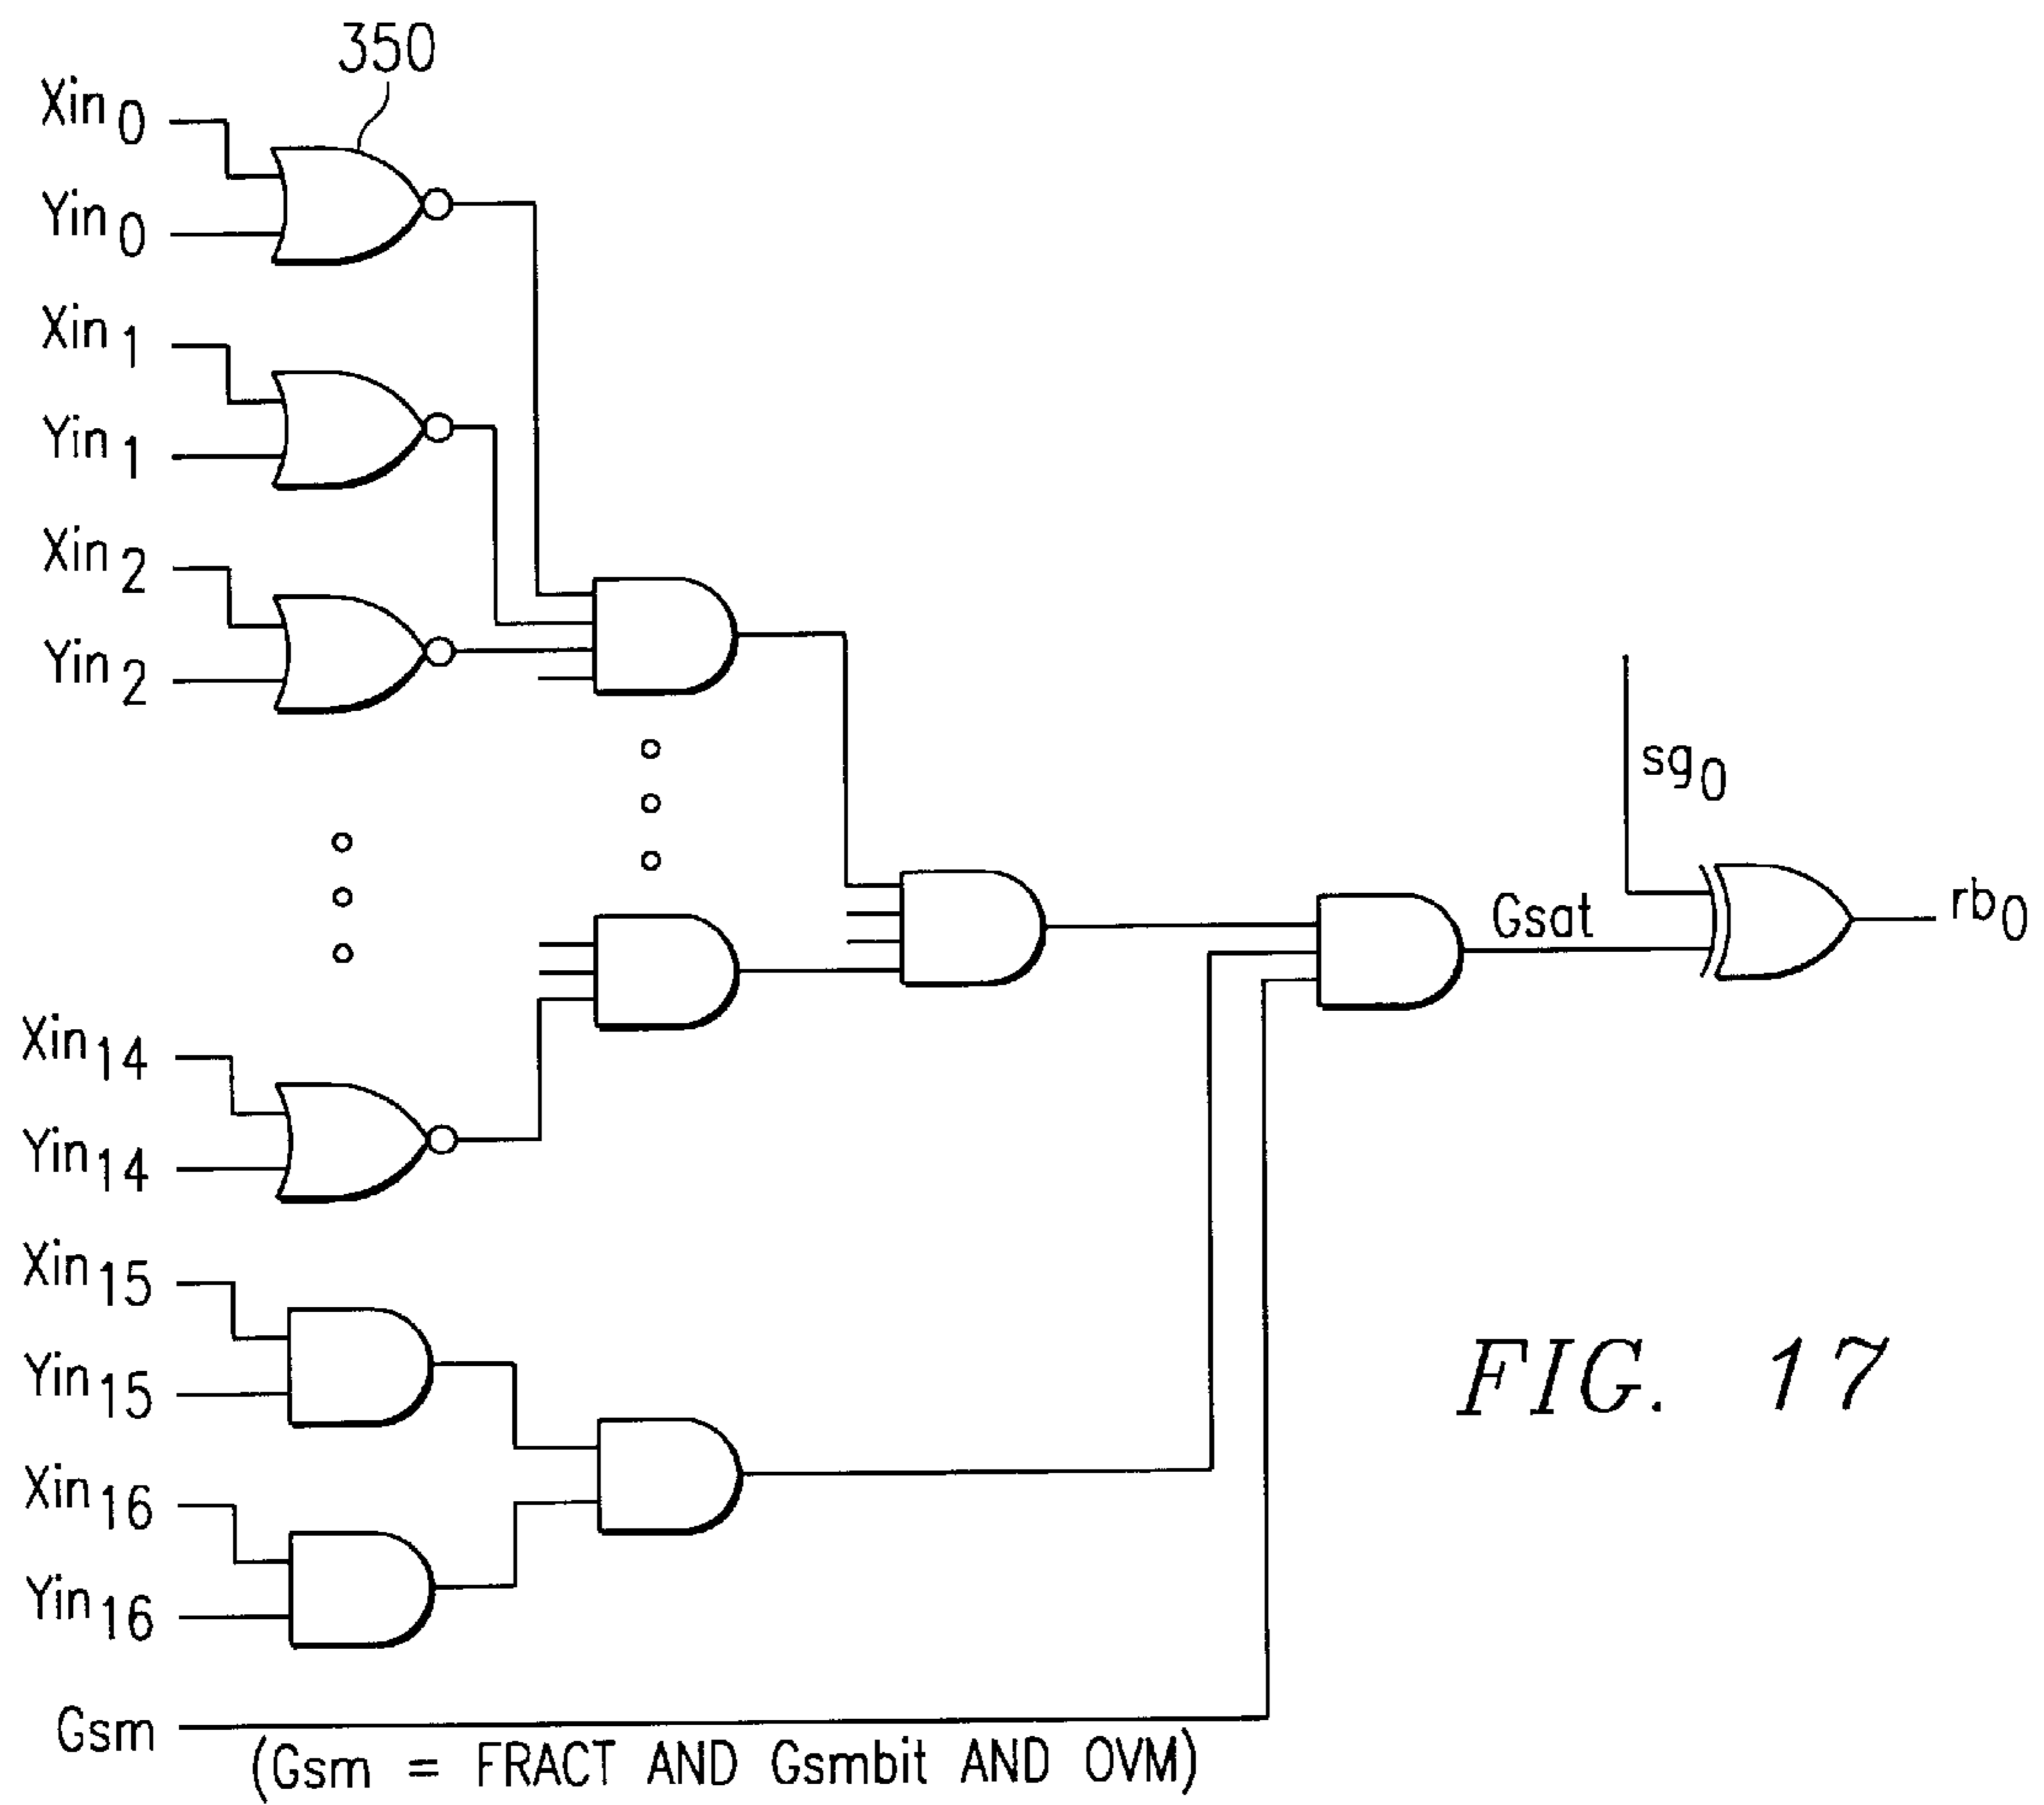 350
Xin0
Yin0
Xin1
Yin1
Xin2
Yin2
sg0
Gsat
rb0
Xin14
Yin14
Xin15
Yin15
Xin16
Yin16
FIG. 17
Gsm
(Gsm = FRACT AND Gsmbit AND OVM)